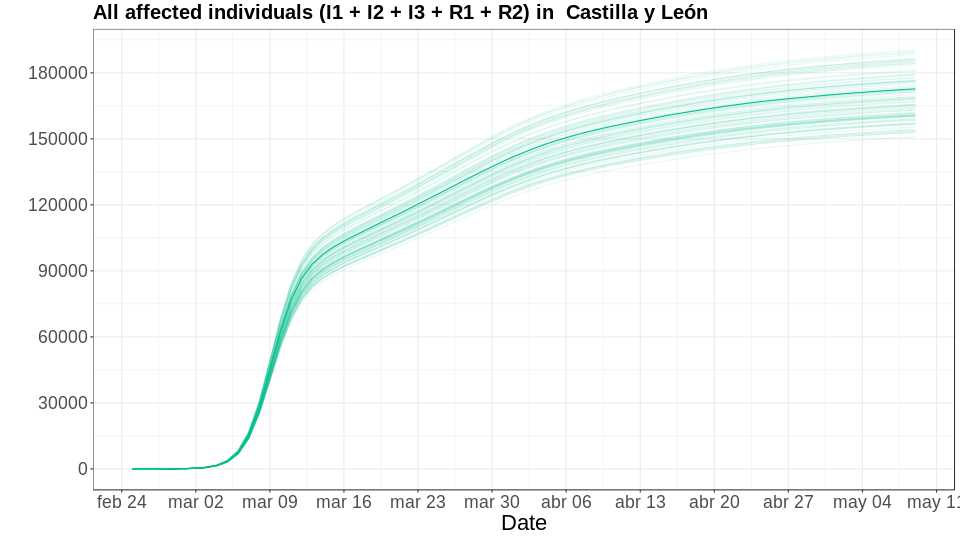 All affected individuals (I1 + I2 + I3 + R1 + R2) in  Castilla y León
180000
150000
120000
90000
60000
30000
0
feb 24 mar 02 mar 09 mar 16 mar 23 mar 30 abr 06 abr 13 abr 20 abr 27 may 04 may 11
Date